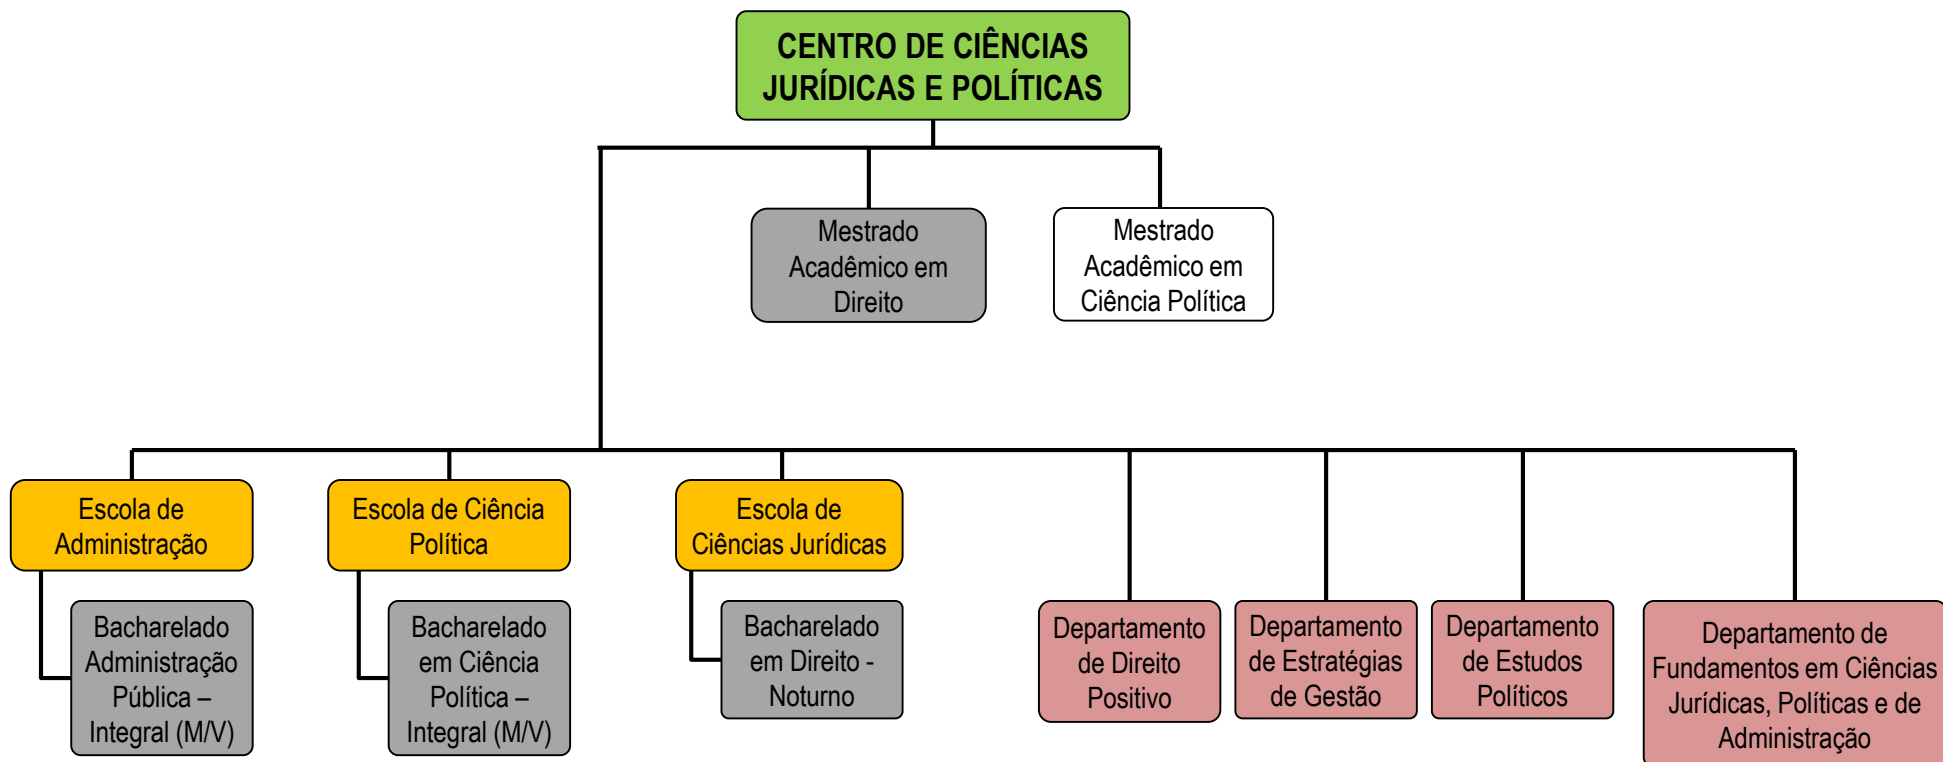 CENTRO DE CIÊNCIAS
JURÍDICAS E POLÍTICAS
Mestrado
Acadêmico em
Direito
Mestrado
Acadêmico em
Ciência Política
Escola de
Administração
Escola de Ciência
Política
Escola de
Ciências Jurídicas
Bacharelado
Administração
Pública –
Integral (M/V)
Bacharelado
em Ciência
Política –
Integral (M/V)
Bacharelado
em Direito -
Noturno
Departamento
de Direito
Positivo
Departamento
de Estratégias
de Gestão
Departamento
de Estudos
Políticos
Departamento de
Fundamentos em Ciências
Jurídicas, Políticas e de
Administração